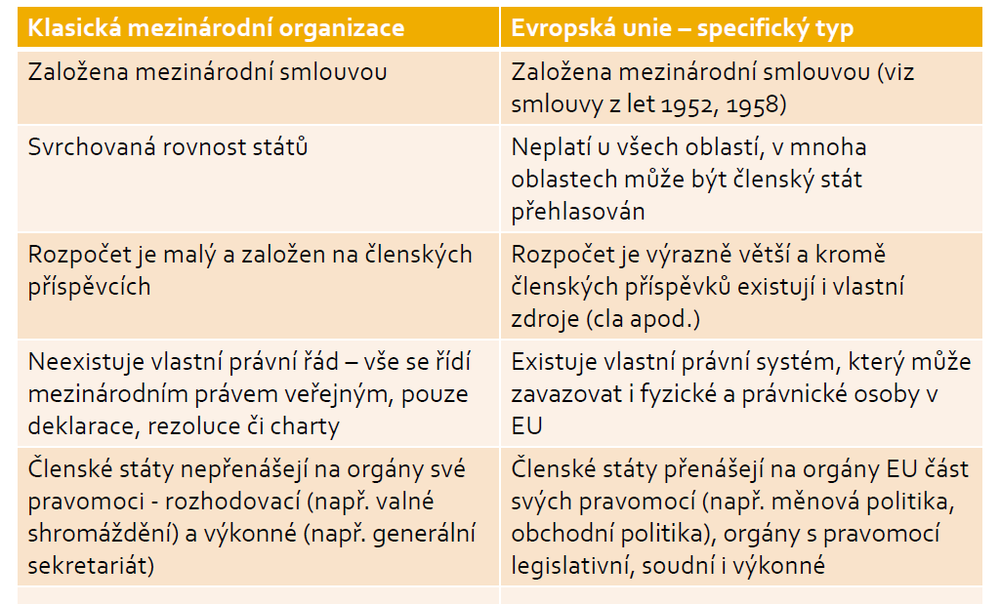 Klasická mezinárodní organizace
Evropská unie – specifický typ
Založena mezinárodní smlouvou
Založena mezinárodní smlouvou (viz
smlouvy z let 1952, 1958)
Svrchovaná rovnost států
Neplatí u všech oblastí, v mnoha
oblastech může být členský stát
přehlasován
Rozpočet je malý a založen na členských
příspěvcích
Rozpočet je výrazně větší a kromě
členských příspěvků existují i vlastní
zdroje (cla apod.)
Neexistuje vlastní právní řád – vše se řídí
mezinárodním právem veřejným, pouze
deklarace, rezoluce či charty
Existuje vlastní právní systém, který může
zavazovat i fyzické a právnické osoby v
EU
Členské státy nepřenášejí na orgány své
pravomoci - rozhodovací (např. valné
shromáždění) a výkonné (např. generální
sekretariát)
Členské státy přenášejí na orgány EU část
svých pravomocí (např. měnová politika,
obchodní politika), orgány s pravomocí
legislativní, soudní i výkonné